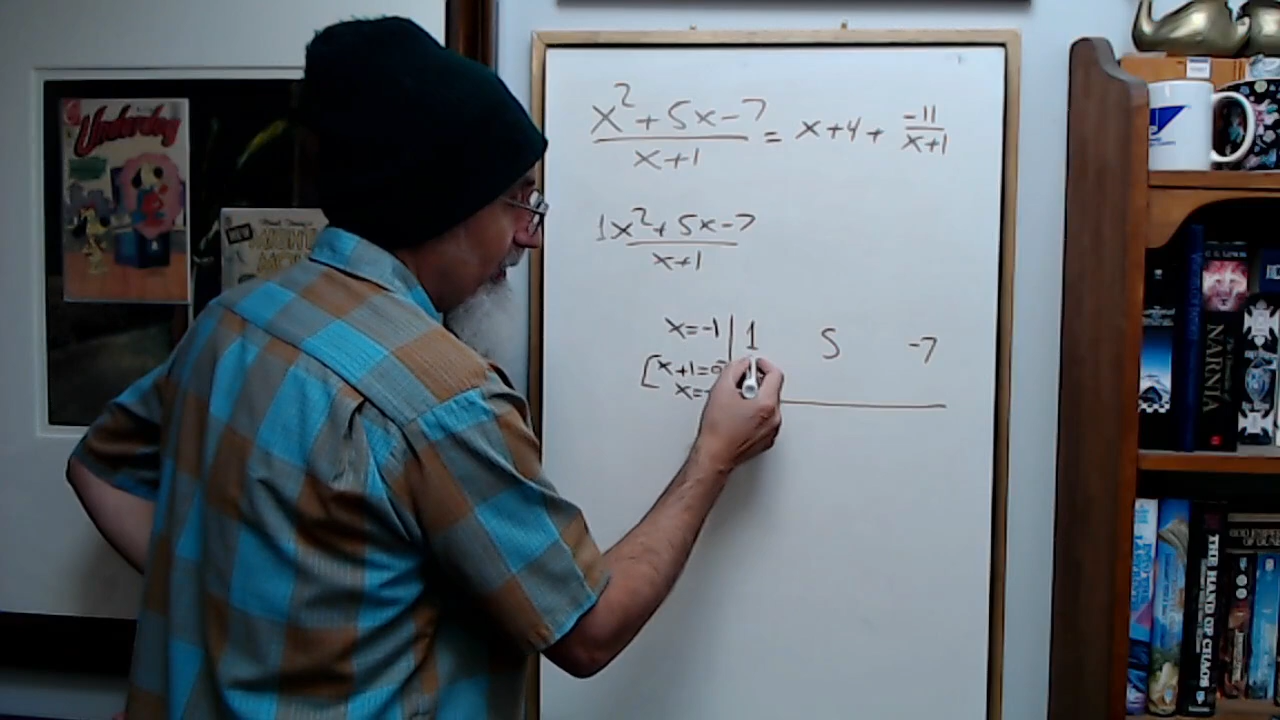 x² + 5x - 7 / x + 1 = x + 4 + -11 / x + 1
1x² + 5x - 7 / x + 1
x = -1 | 1 5 -7
[x + 1 = 0
x = -
Underdog
NEW
NARNIA
THE HAND OF CHAOS